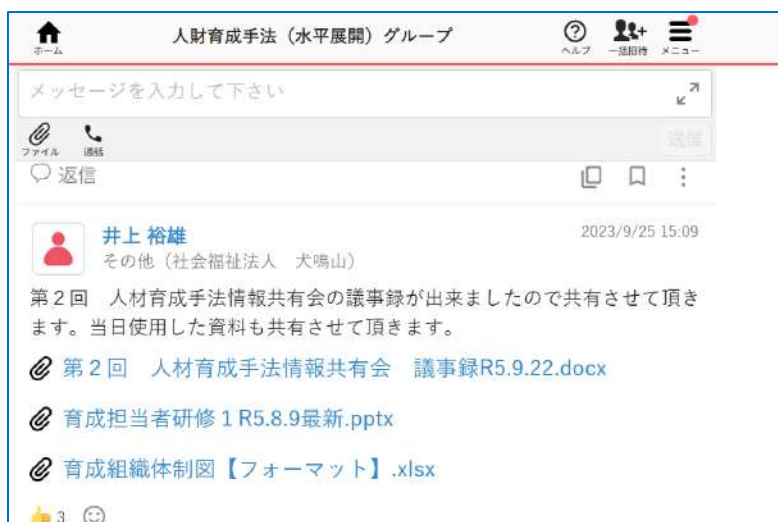 人財育成手法（水平展開）グループ
ホーム
ヘルプ
一括招待
メニュー
メッセージを入力して下さい
ファイル
通話
送信
返信
井上 裕雄
2023/9/25 15:09
その他（社会福祉法人　犬鳴山）
第２回　人材育成手法情報共有会の議事録が出来ましたので共有させて頂き
ます。当日使用した資料も共有させて頂きます。
第２回　人材育成手法情報共有会　議事録R5.9.22.docx
育成担当者研修１R5.8.9最新.pptx
育成組織体制図【フォーマット】.xlsx
3